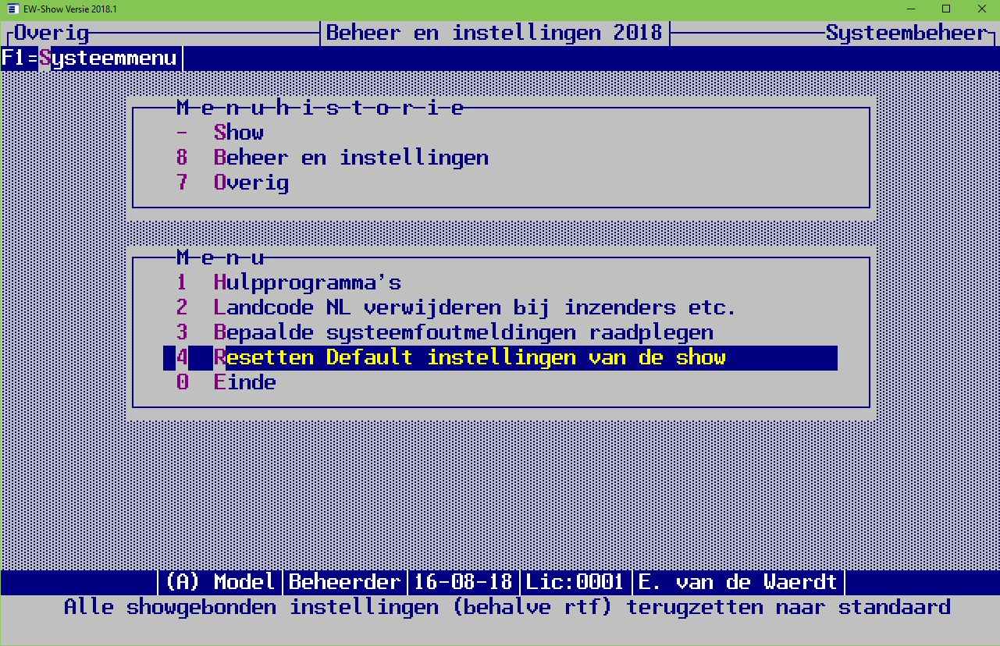 EW-Show Versie 2018.1
Overig Beheer en instellingen 2018 Systeembeheer
F1=Systeemmenu
M-e-n-u-h-i-s-t-o-r-i-e
- Show
8 Beheer en instellingen
7 Overig
M-e-n-u
1 Hulpprogramma's
2 Landcode NL verwijderen bij inzenders etc.
3 Bepaalde systeemfoutmeldingen raadplegen
4 Resetten Default instellingen van de show
0 Einde
(A) Model Beheerder 16-08-18 Lic:0001 E. van de Waerdt
Alle showgebonden instellingen (behalve rtf) terugzetten naar standaard